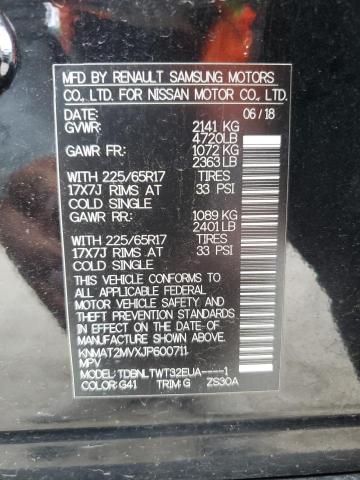 MFD BY RENAULT SAMSUNG MOTORS
CO., LTD. FOR NISSAN MOTOR CO., LTD.
DATE: 06/18
GVWR: 2141 KG
4720LB
GAWR FR: 1072 KG
2363LB
WITH 225/65R17 TIRES
17X7J RIMS AT 33 PSI
COLD SINGLE
GAWR RR: 1089 KG
2401LB
WITH 225/65R17 TIRES
17X7J RIMS AT 33 PSI
COLD SINGLE
THIS VEHICLE CONFORMS TO
ALL APPLICABLE FEDERAL
MOTOR VEHICLE SAFETY AND
THEFT PREVENTION STANDARDS
IN EFFECT ON THE DATE-OF-
MANUFACTURE SHOWN ABOVE.
KNMAT2MVXJP600711
MPV
MODEL: TDBNLTWT32EUA----1
COLOR: G41 TRIM: G ZS30A